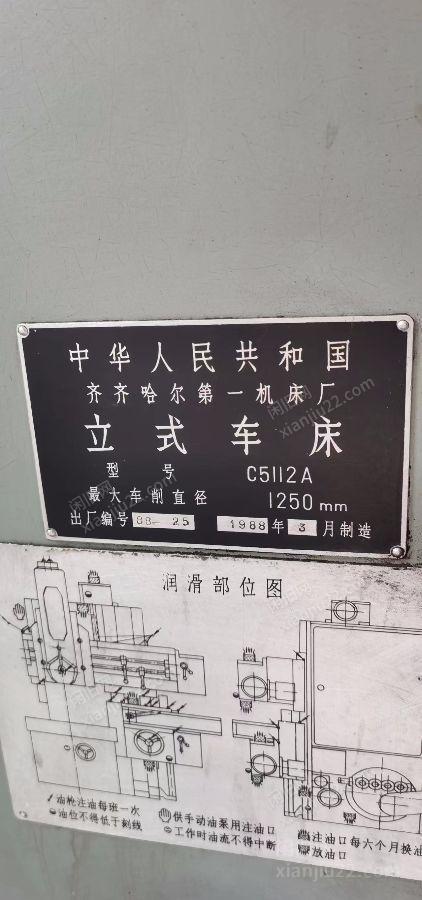 中华人民共和国
齐齐哈尔第一机床厂
立式车床
型号 C5112A
最大车削直径 1250mm
出厂编号 88-25 1988年3月制造
润滑部位图
油枪注油每班一次
油位不得低于刻线
供手动油泵用注油口
工作时油流不得中断
注油口每六个月换油
放油口
闲旧网
xianjiu22.com